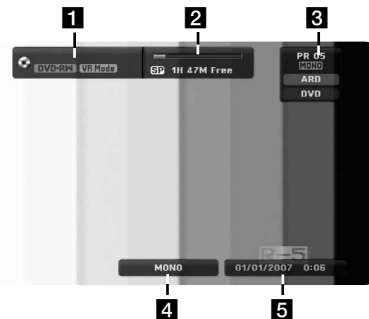 1
2
3
DVD-RW VR Mode
SP 1H 47M Free
PR 05
MONO
ARD
DVD
R-5
MONO
01/01/2007 0:06
4
5